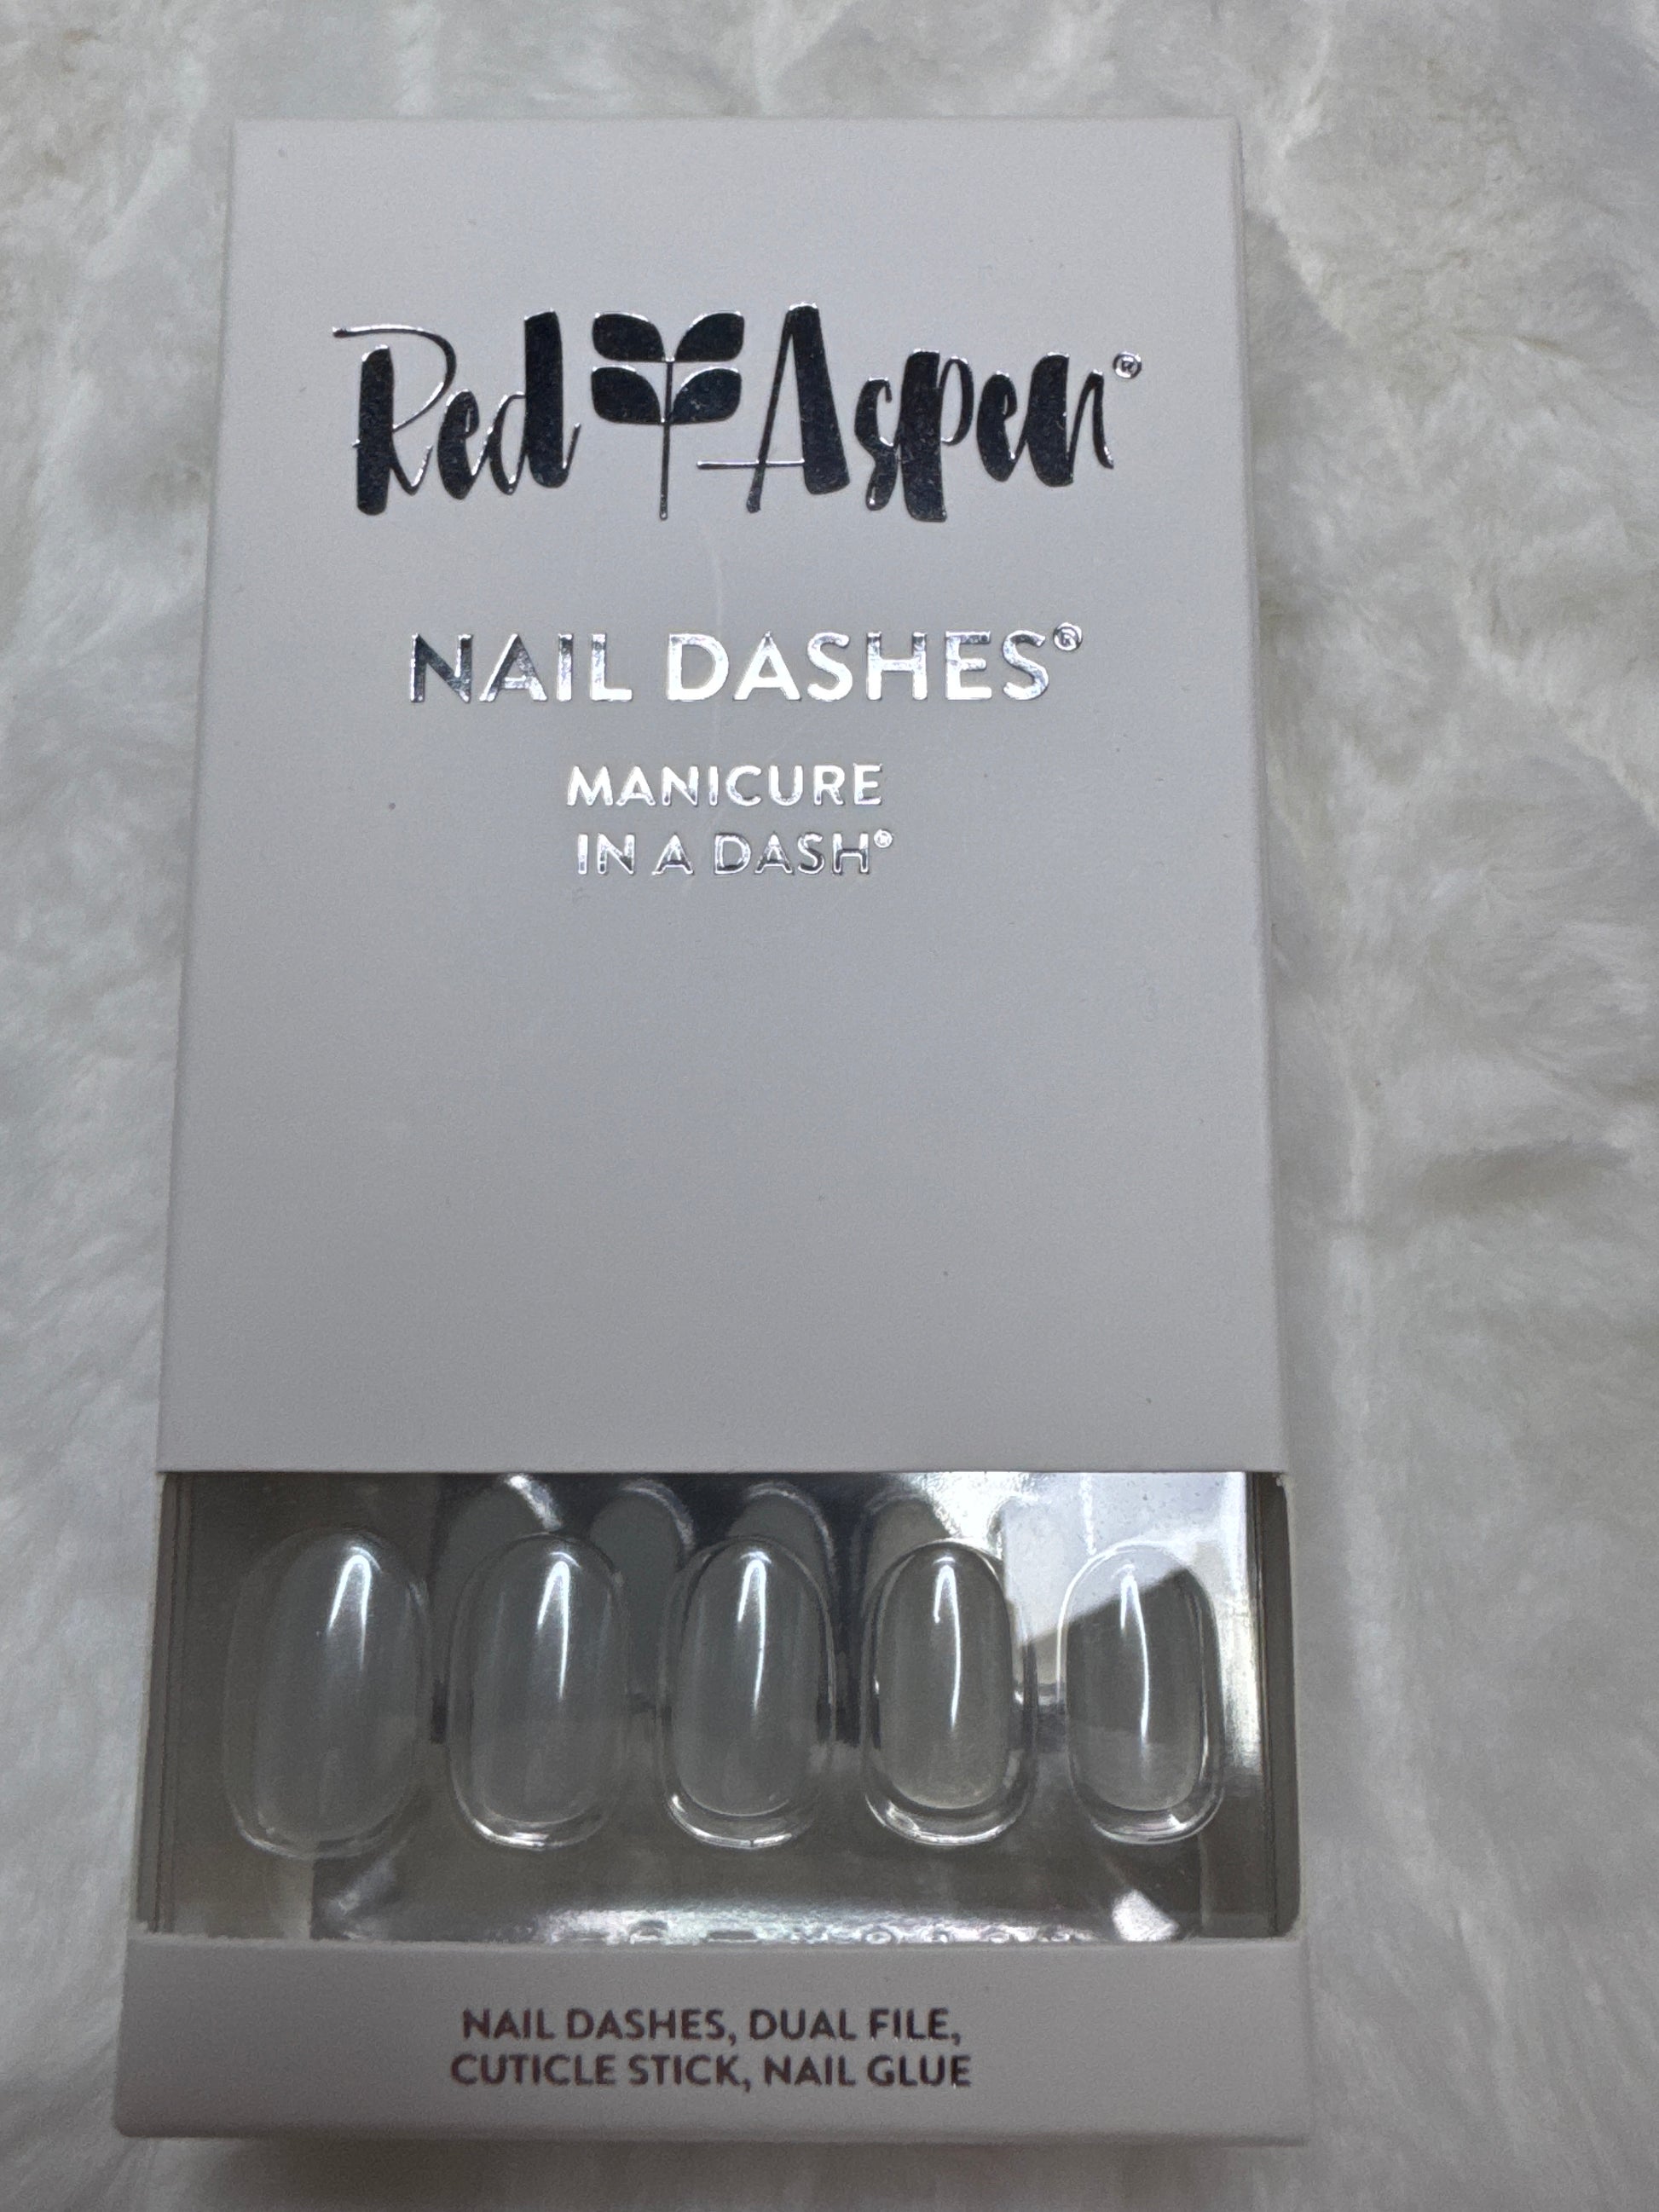 Red Aspen®
NAIL DASHES®
MANICURE
IN A DASH®
NAIL DASHES, DUAL FILE,
CUTICLE STICK, NAIL GLUE